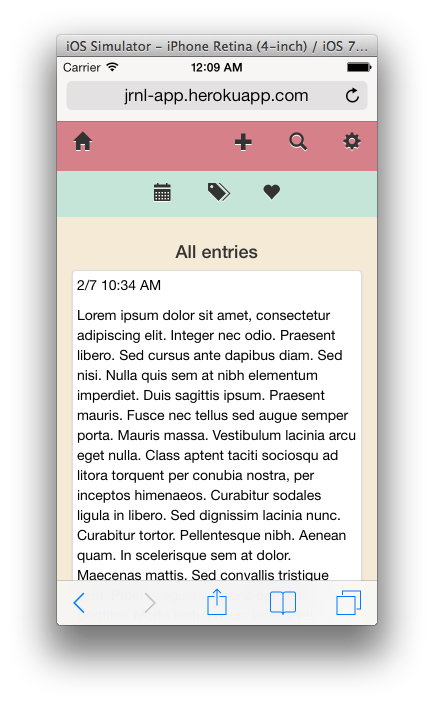 iOS Simulator - iPhone Retina (4-inch) / iOS 7...
Carrier 12:09 AM
jrnl-app.herokuapp.com
All entries
2/7 10:34 AM
Lorem ipsum dolor sit amet, consectetur
adipiscing elit. Integer nec odio. Praesent
libero. Sed cursus ante dapibus diam. Sed
nisi. Nulla quis sem at nibh elementum
imperdiet. Duis sagittis ipsum. Praesent
mauris. Fusce nec tellus sed augue semper
porta. Mauris massa. Vestibulum lacinia arcu
eget nulla. Class aptent taciti sociosqu ad
litora torquent per conubia nostra, per
inceptos himenaeos. Curabitur sodales
ligula in libero. Sed dignissim lacinia nunc.
Curabitur tortor. Pellentesque nibh. Aenean
quam. In scelerisque sem at dolor.
Maecenas mattis. Sed convallis tristique